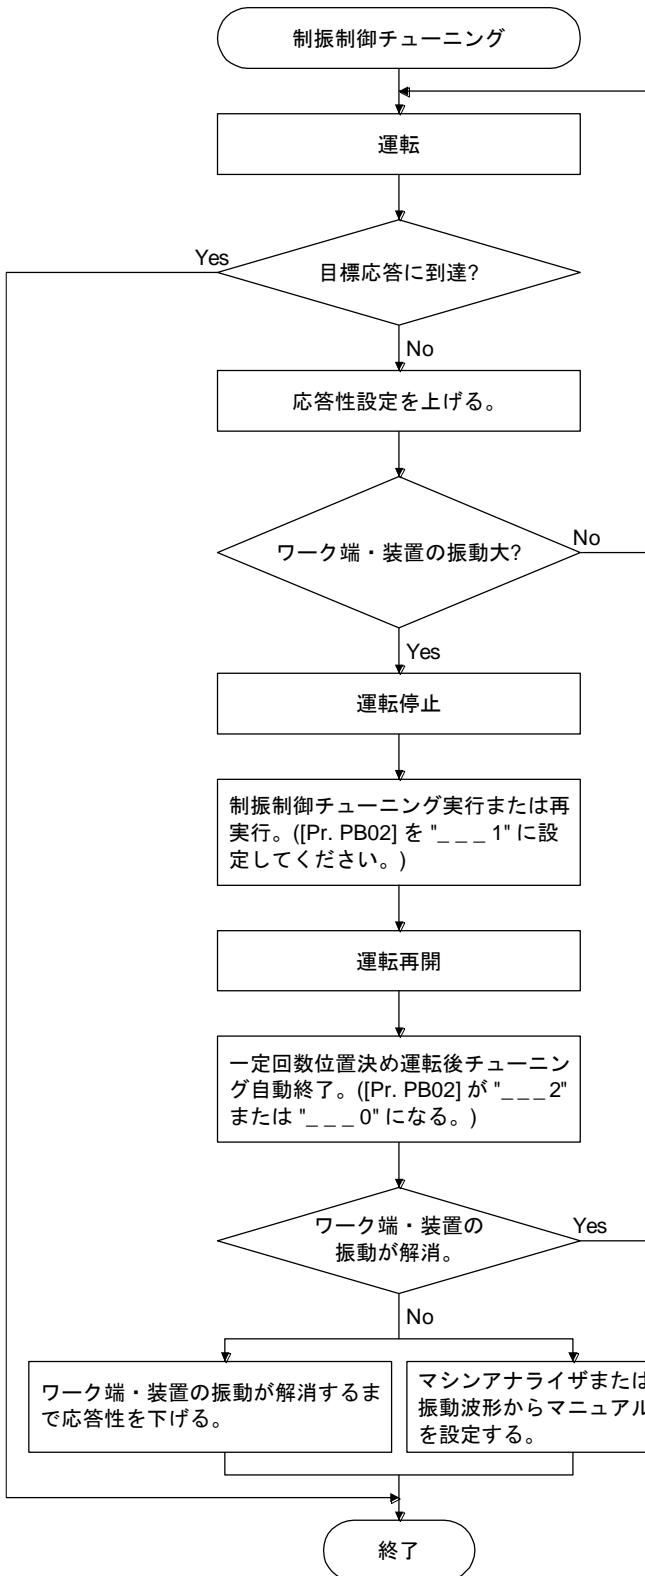 制振制御チューニング
運転
Yes
目標応答に到達?
No
応答性設定を上げる。
ワーク端・装置の振動大?
No
Yes
運転停止
制振制御チューニング実行または再
実行。([Pr. PB02] を "_ _ _ 1" に設
定してください。)
運転再開
一定回数位置決め運転後チューニン
グ自動終了。([Pr. PB02] が "_ _ _ 2"
または "_ _ _ 0" になる。)
ワーク端・装置の
振動が解消。
Yes
No
ワーク端・装置の振動が解消するま
で応答性を下げる。
マシンアナライザまたは
振動波形からマニュアル
を設定する。
終了